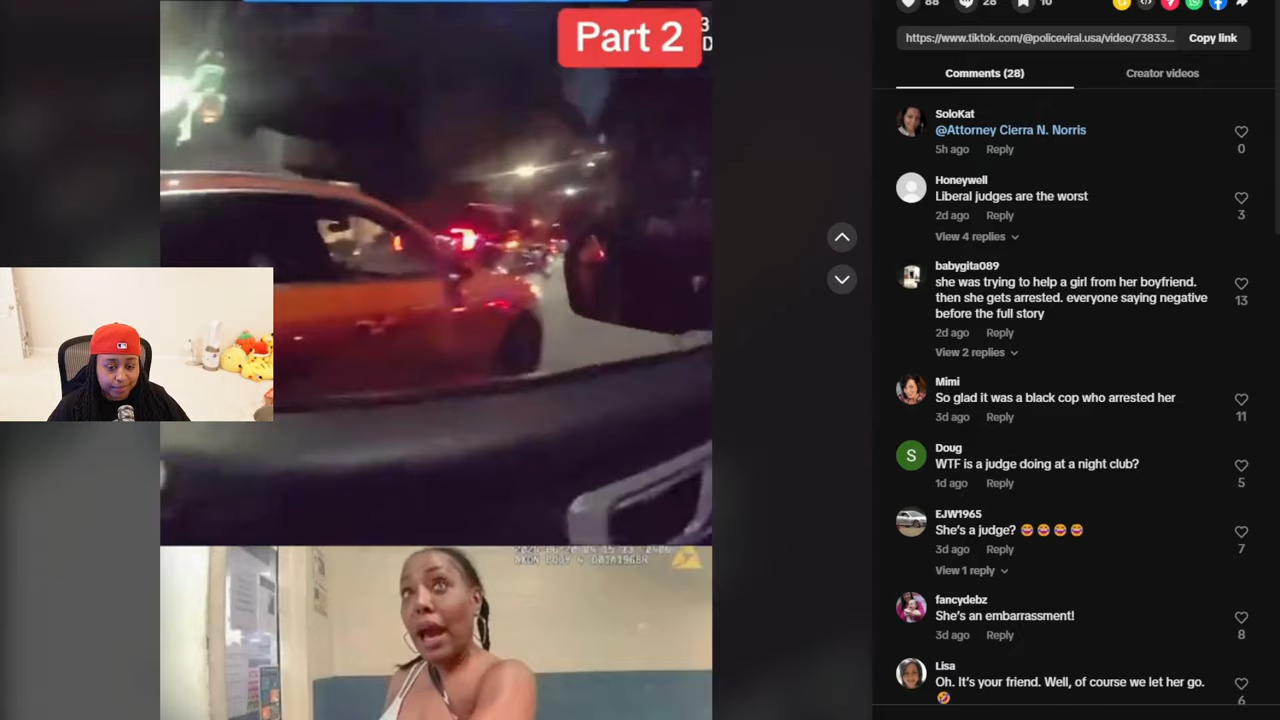 Part 2
3
D
88
28
10
https://www.tiktok.com/@policeviral.usa/video/73833...
Copy link
Comments (28)
Creator videos
SoloKat
@Attorney Cierra N. Norris
5h ago Reply
0
Honeywell
Liberal judges are the worst
2d ago Reply
3
View 4 replies
babygita089
she was trying to help a girl from her boyfriend.
then she gets arrested. everyone saying negative
before the full story
13
2d ago Reply
View 2 replies
Mimi
So glad it was a black cop who arrested her
3d ago Reply
11
S
Doug
WTF is a judge doing at a night club?
1d ago Reply
5
EJW1965
She's a judge? 😂😂😂😂
3d ago Reply
7
View 1 reply
fancydebz
She's an embarrassment!
3d ago Reply
8
Lisa
Oh. It's your friend. Well, of course we let her go.
🤣
6